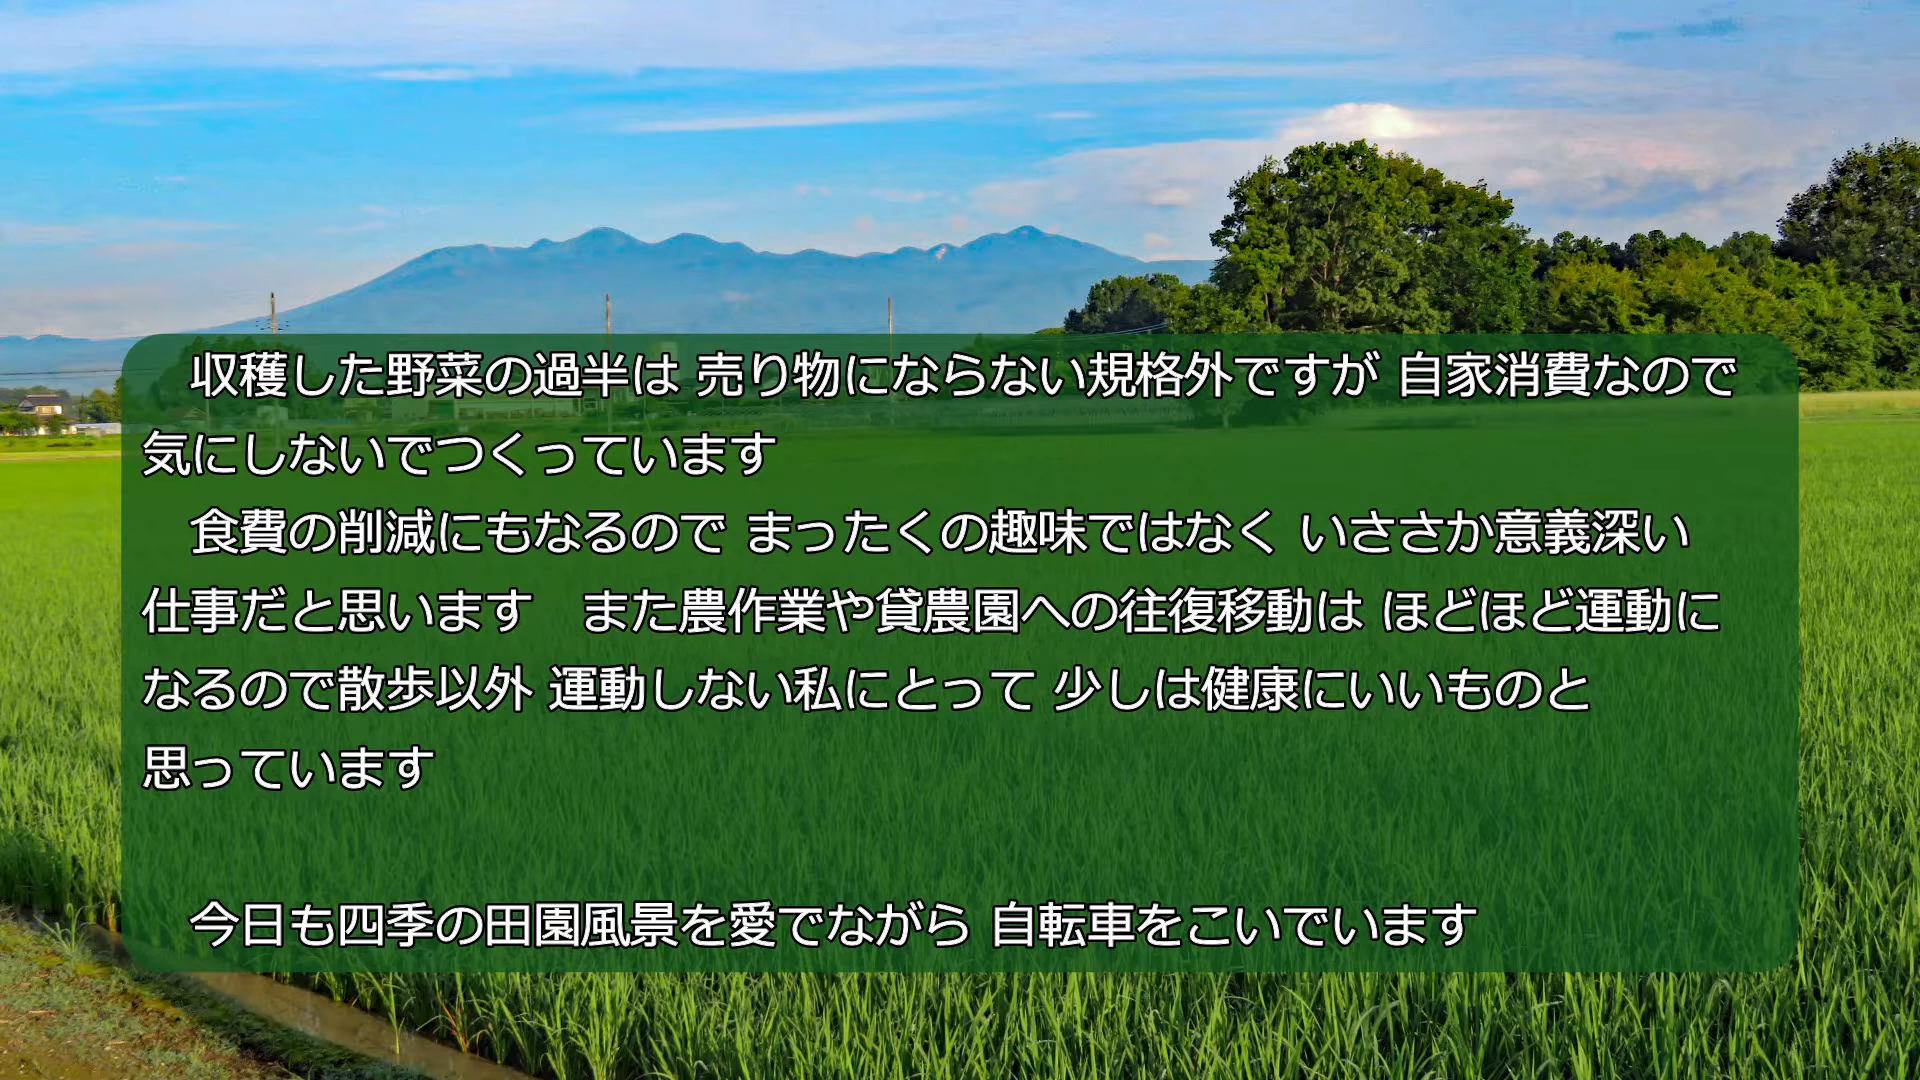 収穫した野菜の過半は 売り物にならない規格外ですが 自家消費なので
気にしないでつくっています
　食費の削減にもなるので まったくの趣味ではなく いささか意義深い
仕事だと思います　また農作業や貸農園への往復移動は ほどほど運動に
なるので散歩以外 運動しない私にとって 少しは健康にいいものと
思っています
　今日も四季の田園風景を愛でながら 自転車をこいでいます